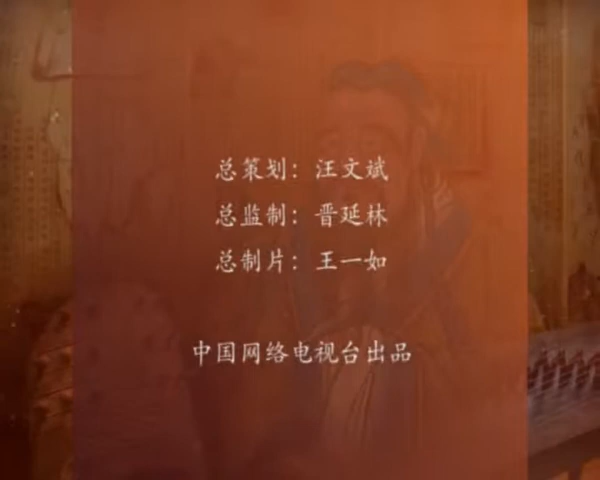 总策划：汪文斌
总监制：晋延林
总制片：王一如
中国网络电视台出品